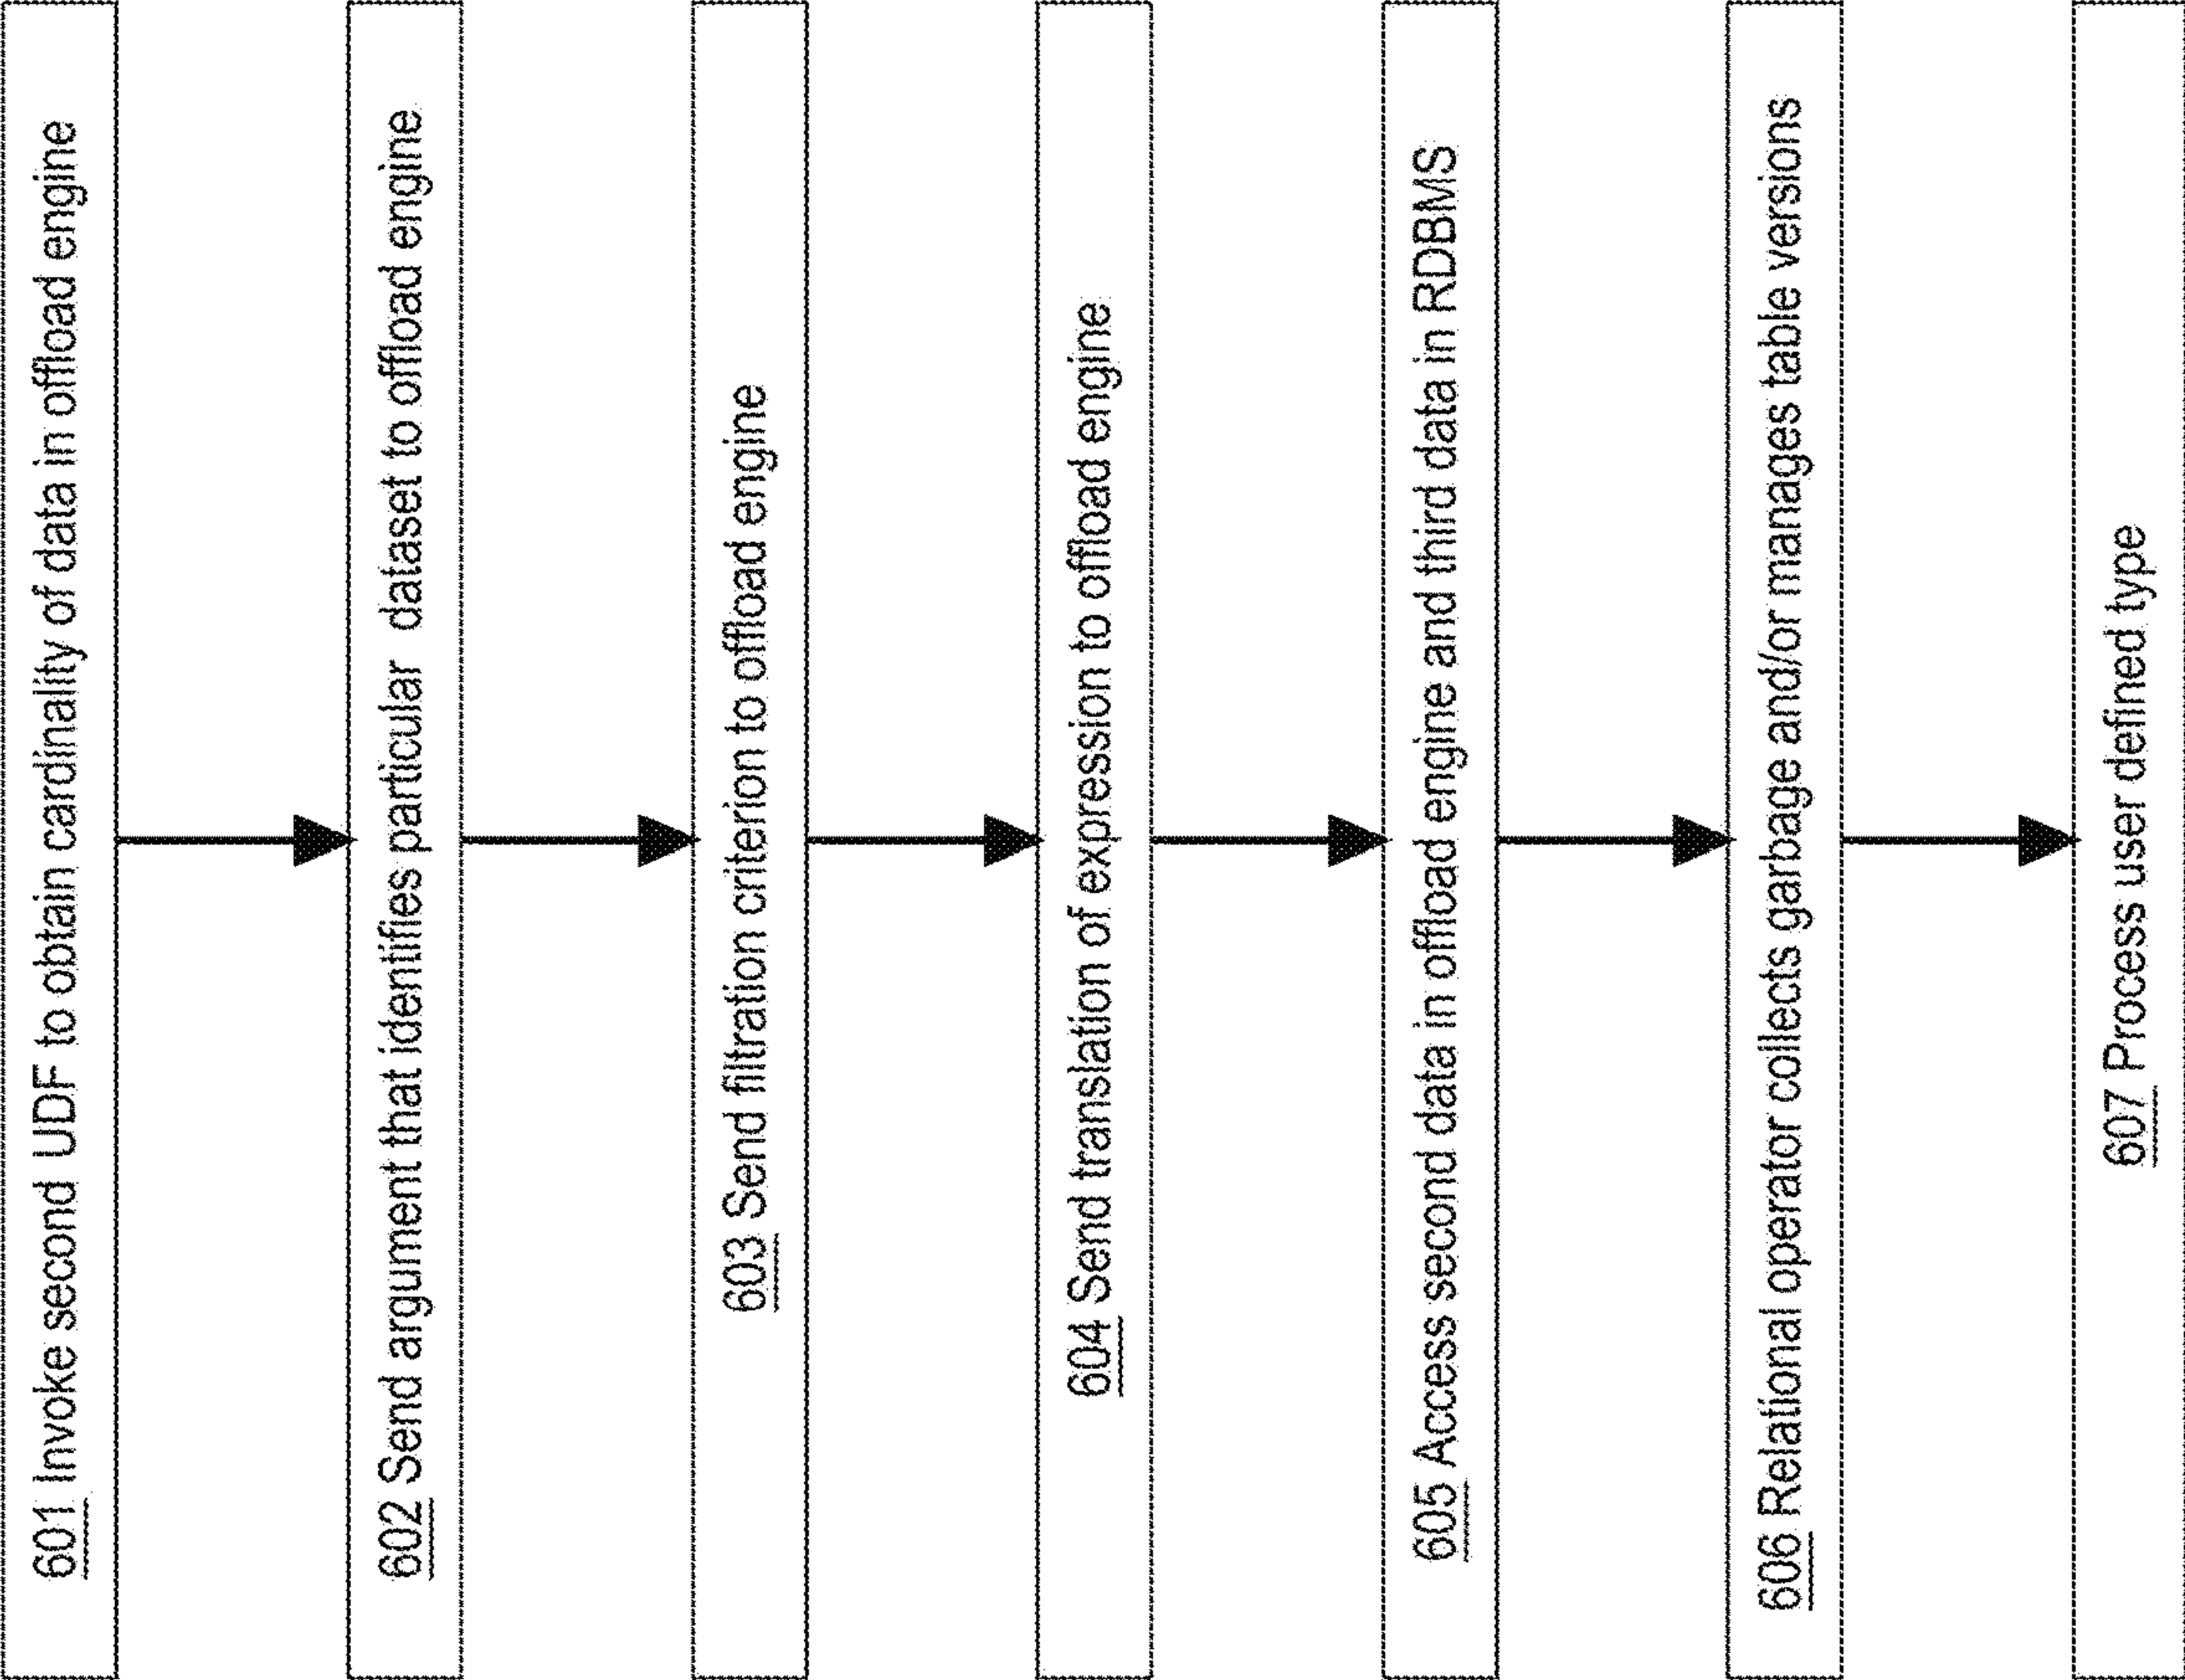 601 Invoke second UDF to obtain cardinality of data in offload engine
602 Send argument that identifies particular dataset to offload engine
603 Send filtration criterion to offload engine
604 Send translation of expression to offload engine
605 Access second data in offload engine and third data in RDBMS
606 Relational operator collects garbage and/or manages table versions
607 Process user defined type